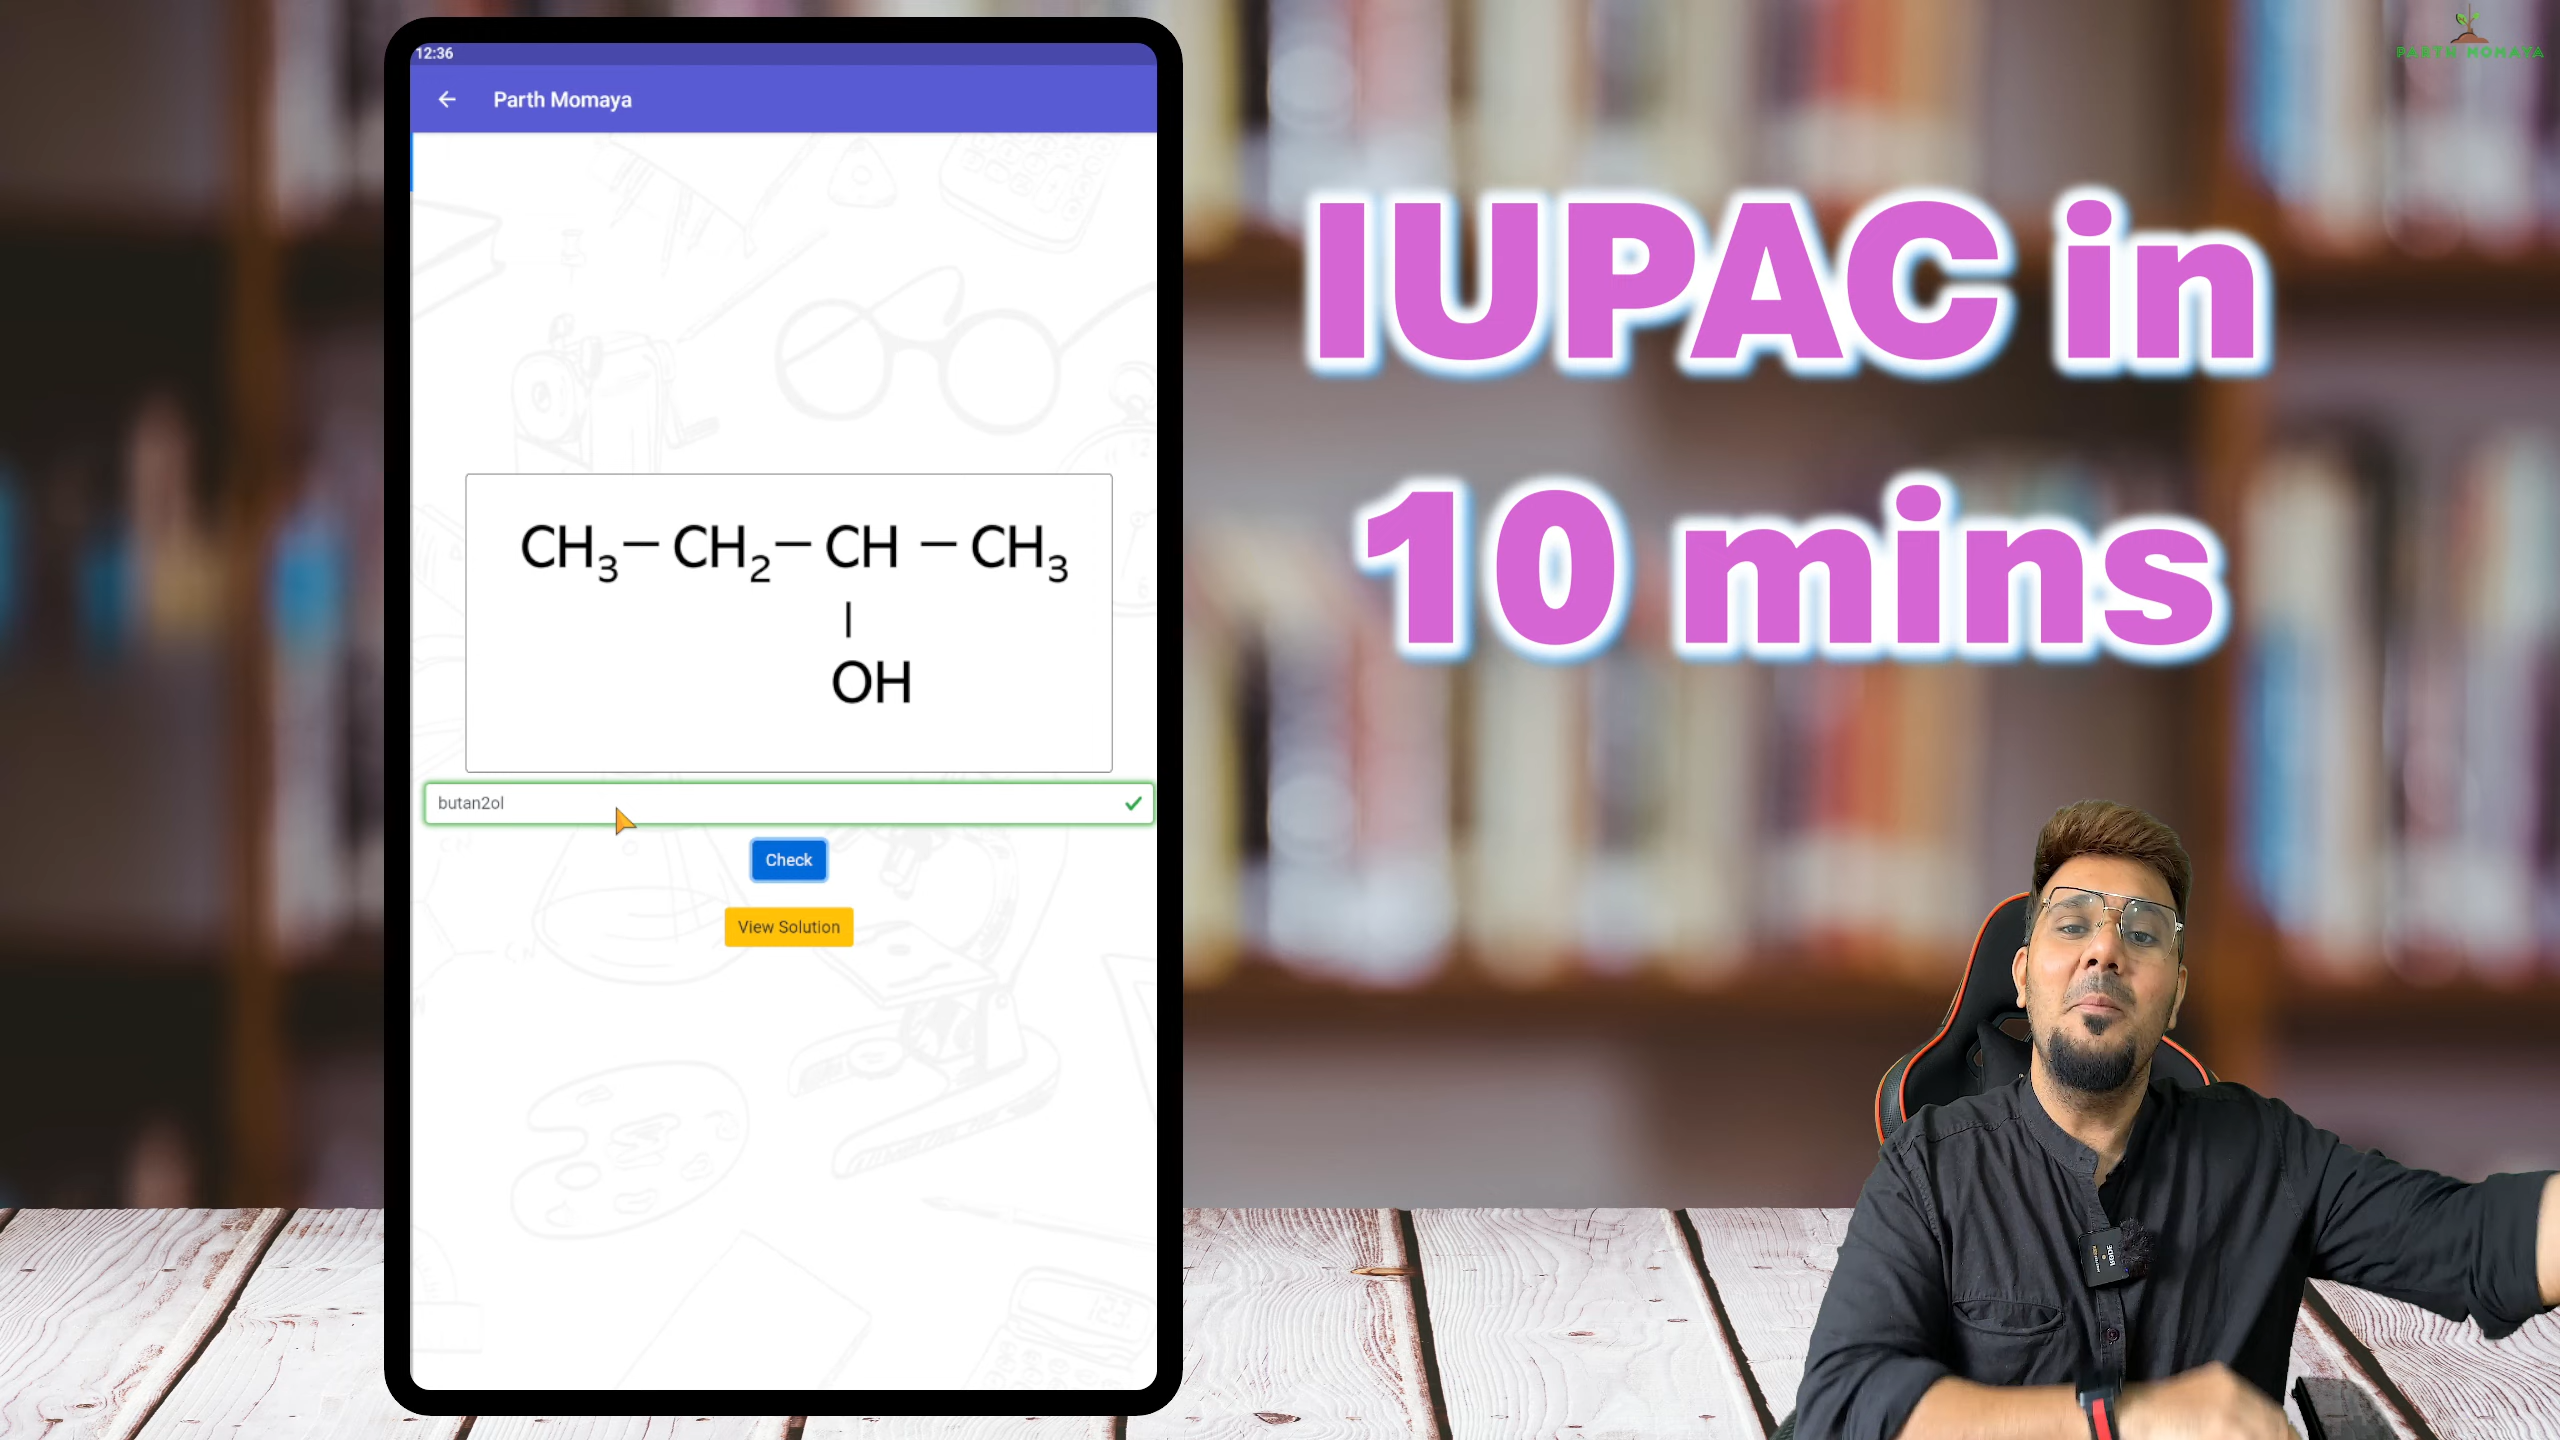 12:36
Parth Momaya
CH3 – CH2 – CH – CH3
|
OH
butan2ol
Check
View Solution
IUPAC in
10 mins
PARTH MOMAYA